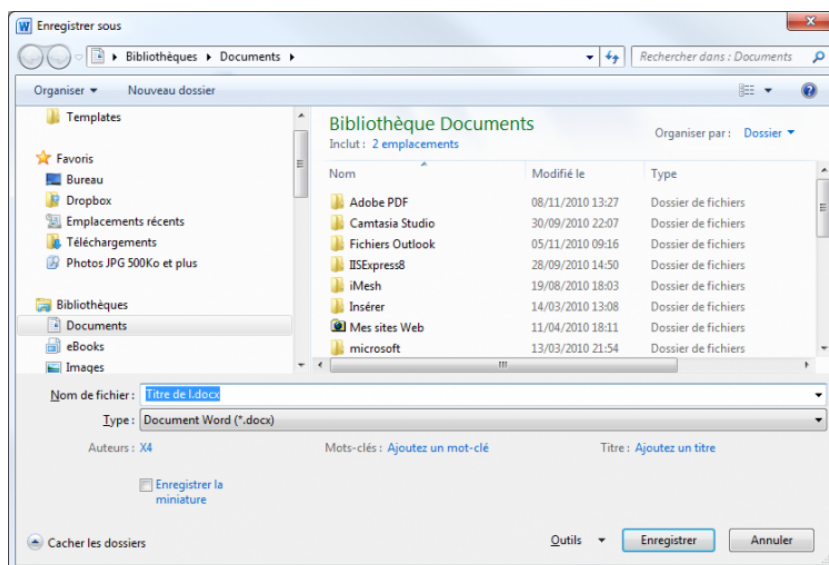 Enregistrer sous
Bibliothèques Documents
Rechercher dans : Documents
Organiser Nouveau dossier
Templates
Favoris
Bureau
Dropbox
Emplacements récents
Téléchargements
Photos JPG 500Ko et plus
Bibliothèques
Documents
eBooks
Images
Bibliothèque Documents
Inclut : 2 emplacements
Organiser par : Dossier
Nom Modifié le Type
Adobe PDF 08/11/2010 13:27 Dossier de fichiers
Camtasia Studio 30/09/2010 22:07 Dossier de fichiers
Fichiers Outlook 05/11/2010 09:16 Dossier de fichiers
IISExpress8 28/09/2010 14:50 Dossier de fichiers
iMesh 19/08/2010 18:03 Dossier de fichiers
Insérer 14/03/2010 13:08 Dossier de fichiers
Mes sites Web 11/04/2010 18:11 Dossier de fichiers
microsoft 13/03/2010 21:54 Dossier de fichiers
Nom de fichier : Titre de l.docx
Type : Document Word (*.docx)
Auteurs : X4 Mots-clés : Ajoutez un mot-clé Titre : Ajoutez un titre
Enregistrer la
miniature
Cacher les dossiers Outils Enregistrer Annuler